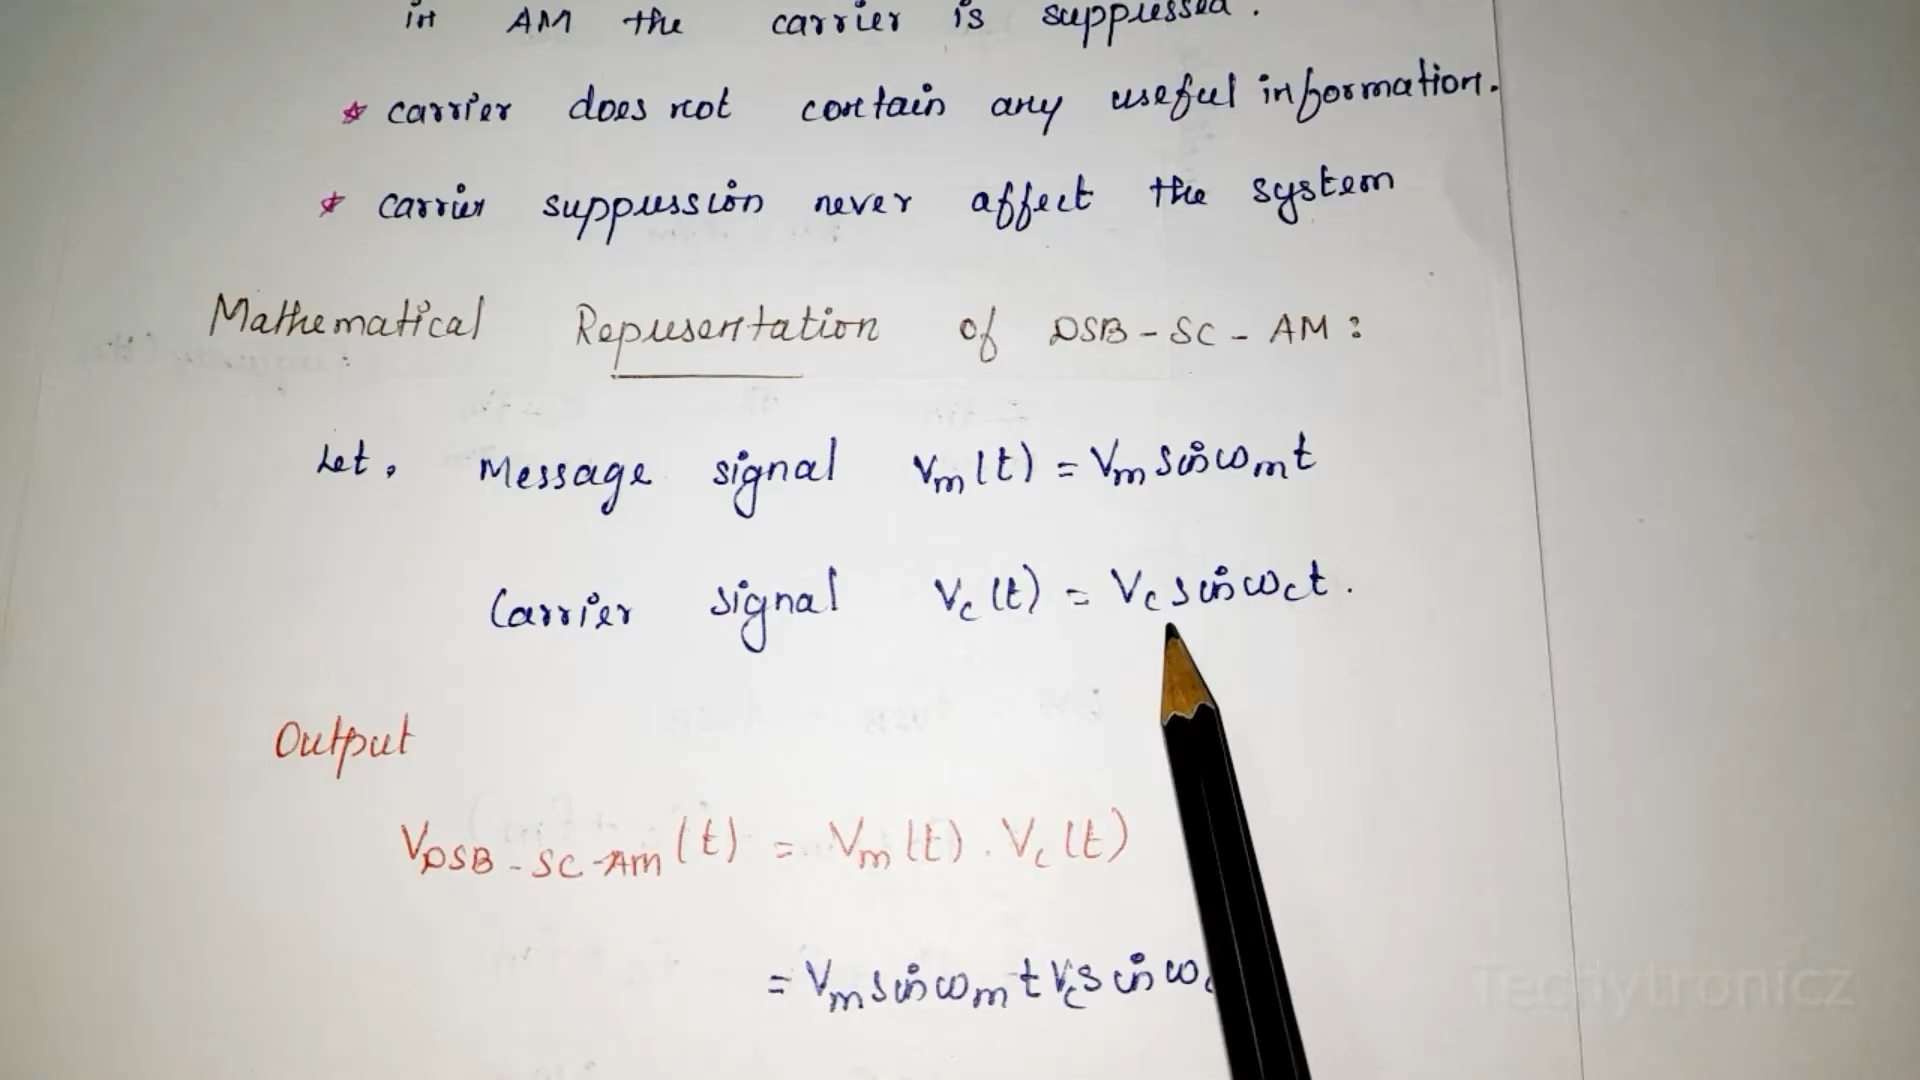 in AM the carrier is suppressed.
* carrier does not contain any useful information.
* carrier suppression never affect the system
Mathematical Representation of DSB-SC-AM:
Let, Message signal Vm(t) = Vm sin ωmt
Carrier signal Vc(t) = Vc sin ωct.
Output
VDSB-SC-AM(t) = Vm(t) . Vc(t)
= Vm sin ωmt Vc sin ω
Techytronicz